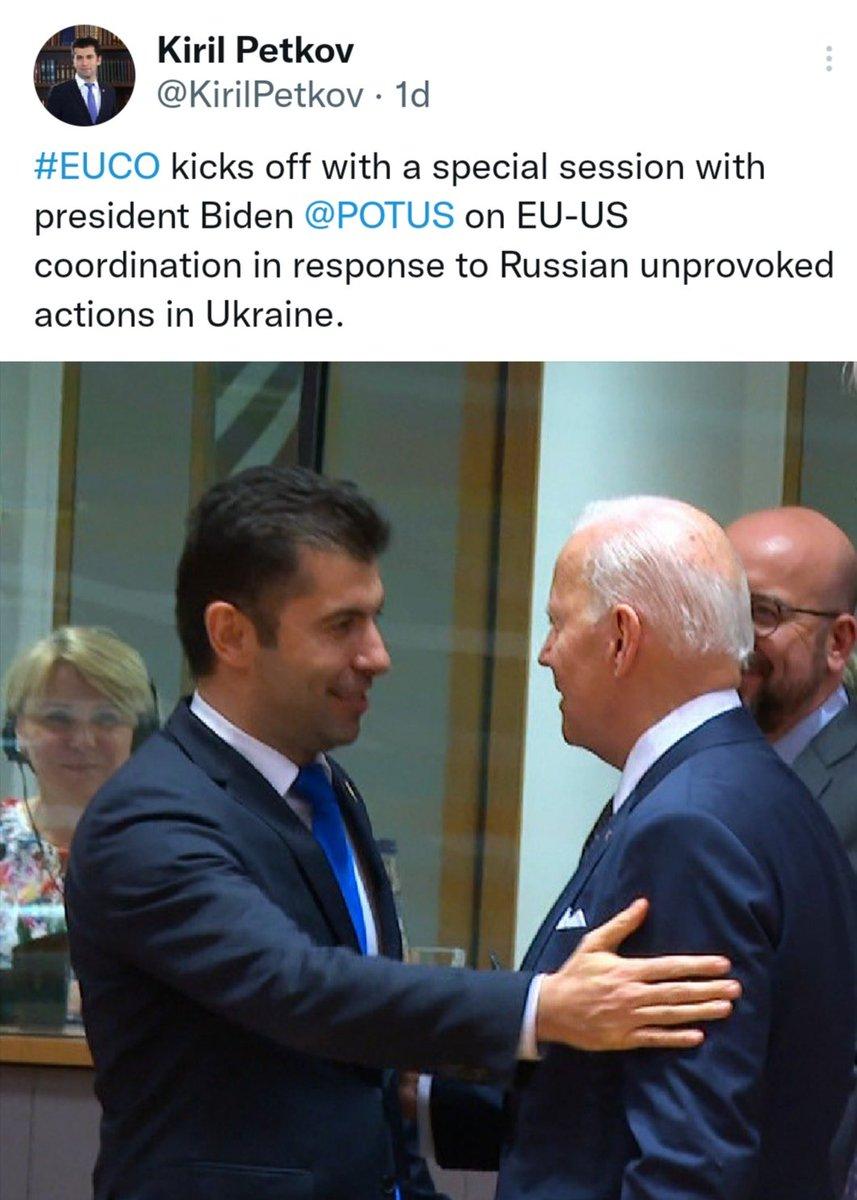 Kiril Petkov
@KirilPetkov · 1d
#EUCO kicks off with a special session with
president Biden @POTUS on EU-US
coordination in response to Russian unprovoked
actions in Ukraine.